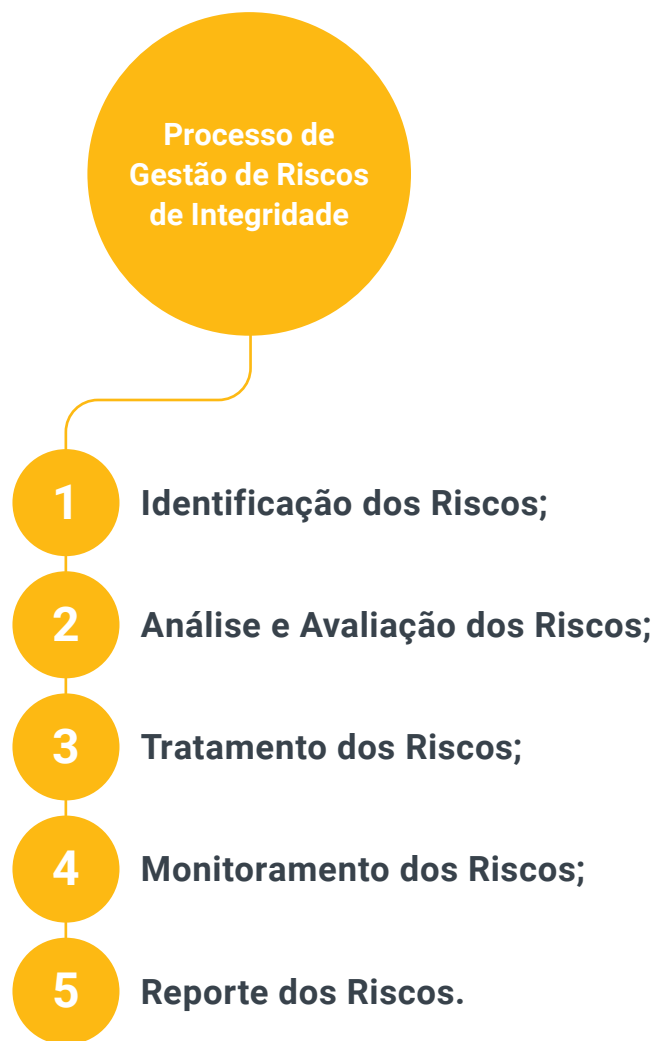 Processo de
Gestão de Riscos
de Integridade
1 Identificação dos Riscos;
2 Análise e Avaliação dos Riscos;
3 Tratamento dos Riscos;
4 Monitoramento dos Riscos;
5 Reporte dos Riscos.